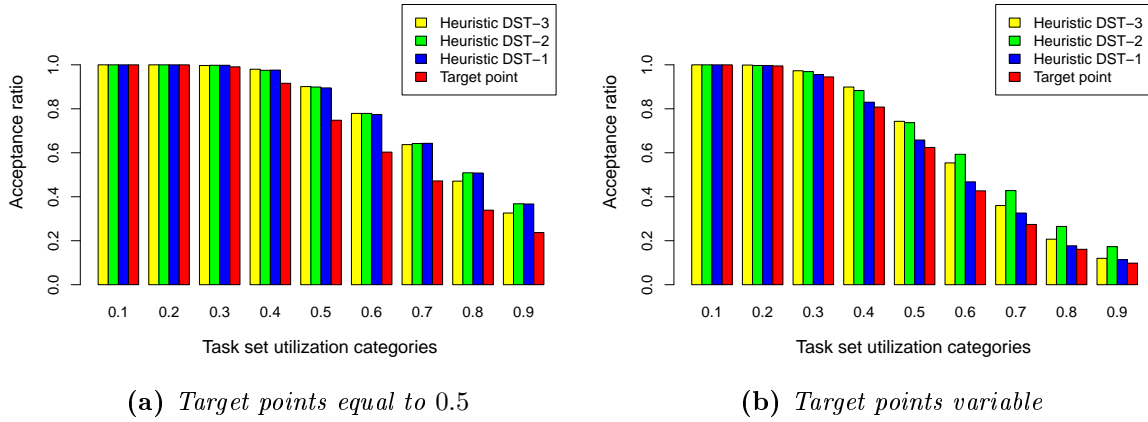 Heuristic DST−3
Heuristic DST−2
Heuristic DST−1
Target point
Acceptance ratio
1.0
0.8
0.6
0.4
0.2
0.0
0.1 0.2 0.3 0.4 0.5 0.6 0.7 0.8 0.9
Task set utilization categories
(a) Target points equal to 0.5
Heuristic DST−3
Heuristic DST−2
Heuristic DST−1
Target point
Acceptance ratio
1.0
0.8
0.6
0.4
0.2
0.0
0.1 0.2 0.3 0.4 0.5 0.6 0.7 0.8 0.9
Task set utilization categories
(b) Target points variable